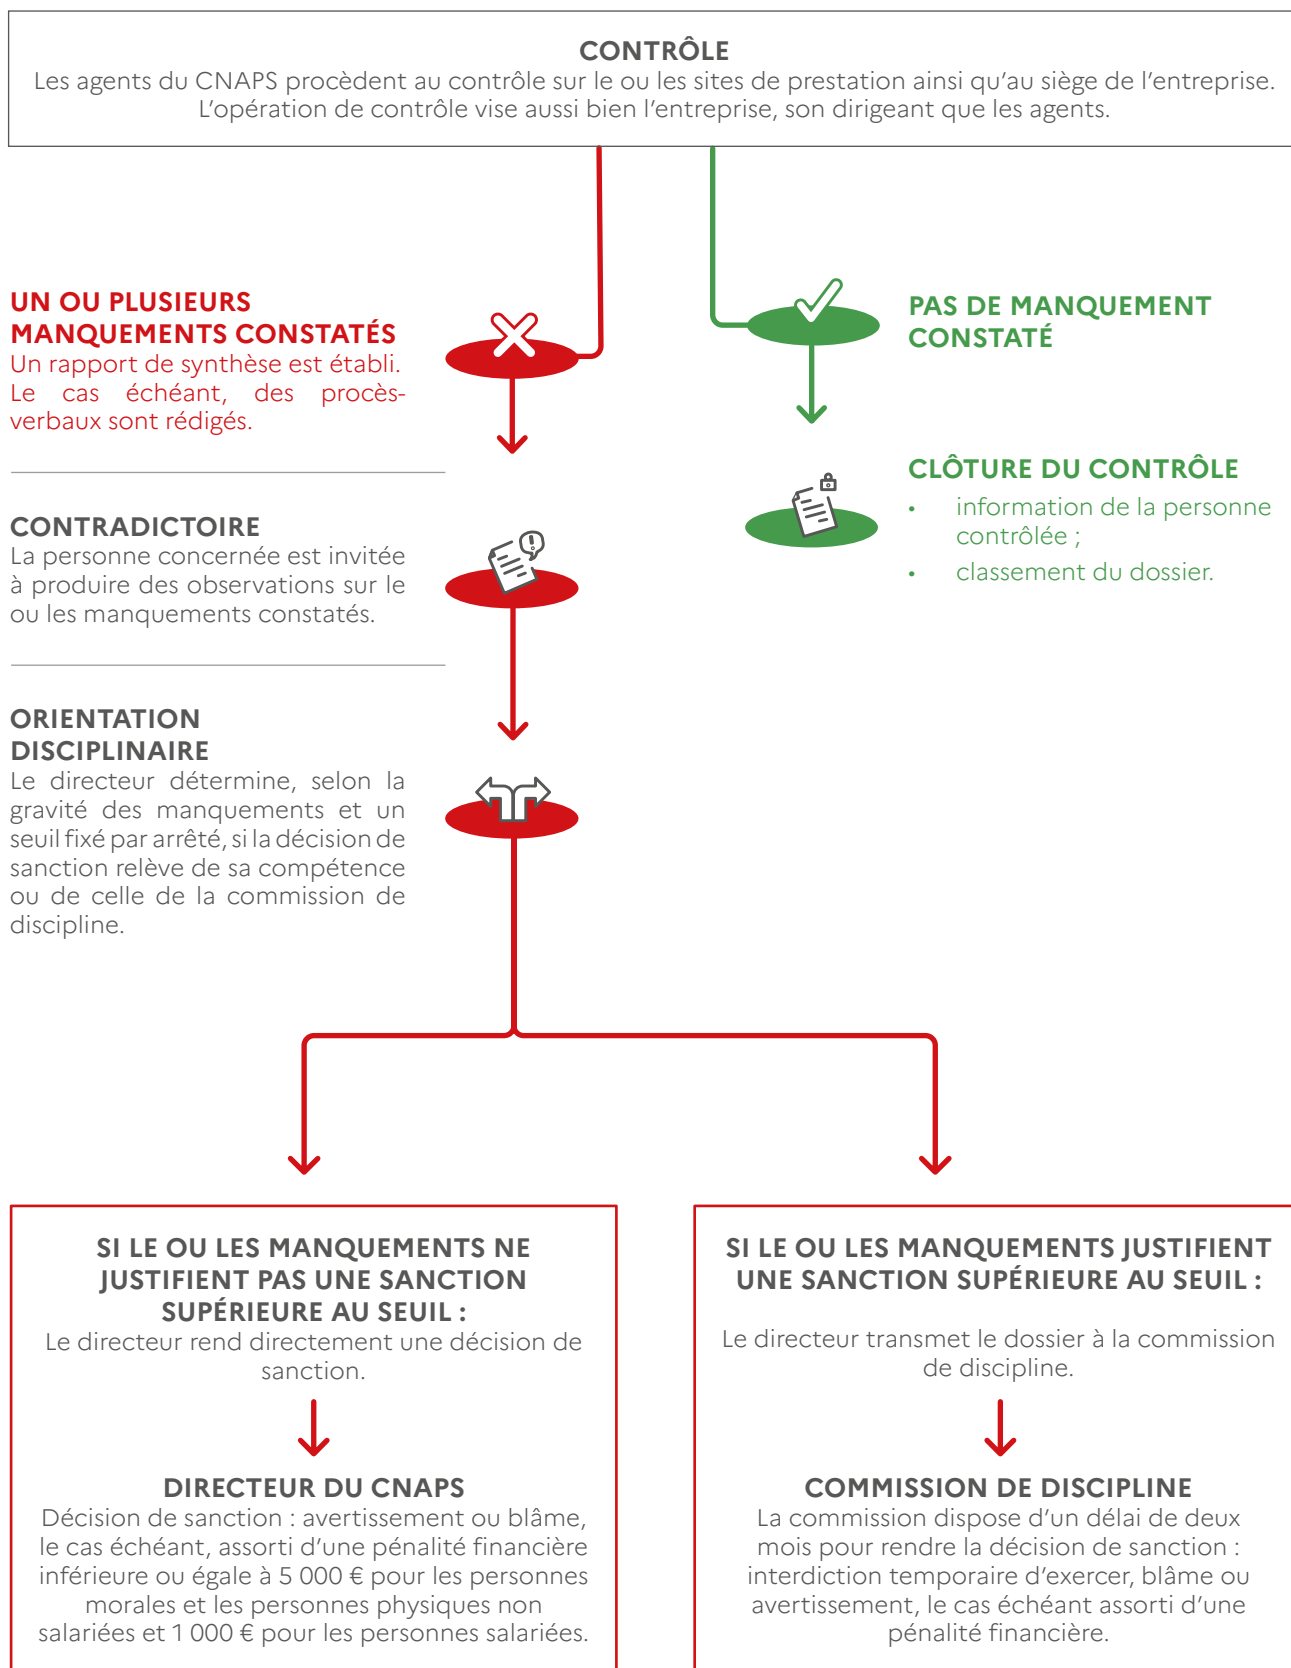 CONTRÔLE
Les agents du CNAPS procèdent au contrôle sur le ou les sites de prestation ainsi qu’au siège de l’entreprise.
L’opération de contrôle vise aussi bien l’entreprise, son dirigeant que les agents.
UN OU PLUSIEURS
MANQUEMENTS CONSTATÉS
Un rapport de synthèse est établi.
Le cas échéant, des procès-
verbaux sont rédigés.
PAS DE MANQUEMENT
CONSTATÉ
CLÔTURE DU CONTRÔLE
• information de la personne
contrôlée ;
• classement du dossier.
CONTRADICTOIRE
La personne concernée est invitée
à produire des observations sur le
ou les manquements constatés.
ORIENTATION
DISCIPLINAIRE
Le directeur détermine, selon la
gravité des manquements et un
seuil fixé par arrêté, si la décision de
sanction relève de sa compétence
ou de celle de la commission de
discipline.
SI LE OU LES MANQUEMENTS NE
JUSTIFIENT PAS UNE SANCTION
SUPÉRIEURE AU SEUIL :
Le directeur rend directement une décision de
sanction.
DIRECTEUR DU CNAPS
Décision de sanction : avertissement ou blâme,
le cas échéant, assorti d’une pénalité financière
inférieure ou égale à 5 000 € pour les personnes
morales et les personnes physiques non
salariées et 1 000 € pour les personnes salariées.
SI LE OU LES MANQUEMENTS JUSTIFIENT
UNE SANCTION SUPÉRIEURE AU SEUIL :
Le directeur transmet le dossier à la commission
de discipline.
COMMISSION DE DISCIPLINE
La commission dispose d’un délai de deux
mois pour rendre la décision de sanction :
interdiction temporaire d’exercer, blâme ou
avertissement, le cas échéant assorti d’une
pénalité financière.